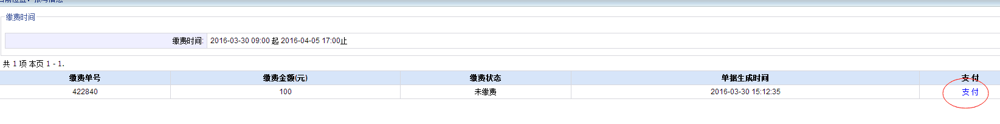 缴费时间
缴费时间: 2016-03-30 09:00 起 2016-04-05 17:00止
共 1 项 本页 1 - 1.
缴费单号 缴费金额(元) 缴费状态 单据生成时间 支 付
422840 100 未缴费 2016-03-30 15:12:35 支 付